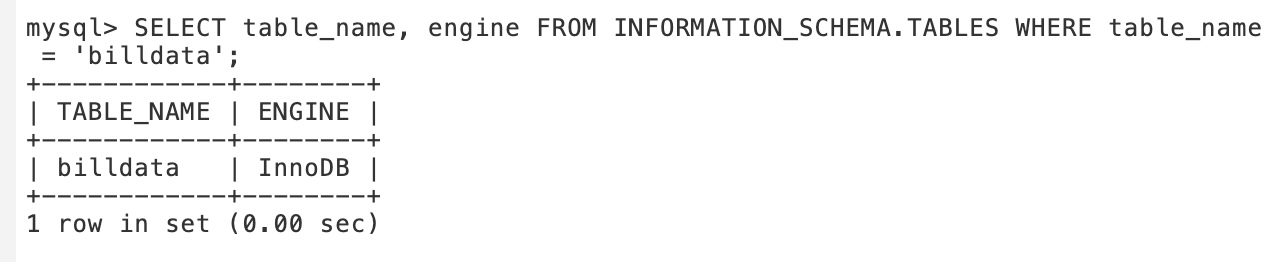 mysql> SELECT table_name, engine FROM INFORMATION_SCHEMA.TABLES WHERE table_name
 = 'billdata';
+------------+--------+
| TABLE_NAME | ENGINE |
+------------+--------+
| billdata   | InnoDB |
+------------+--------+
1 row in set (0.00 sec)